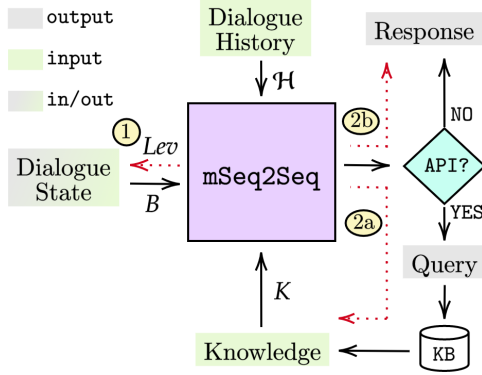 output
input
in/out
Dialogue
History
Response
H
1
Lev
2b
NO
Dialogue
State
B
mSeq2Seq
API?
2a
YES
K
Query
Knowledge
KB